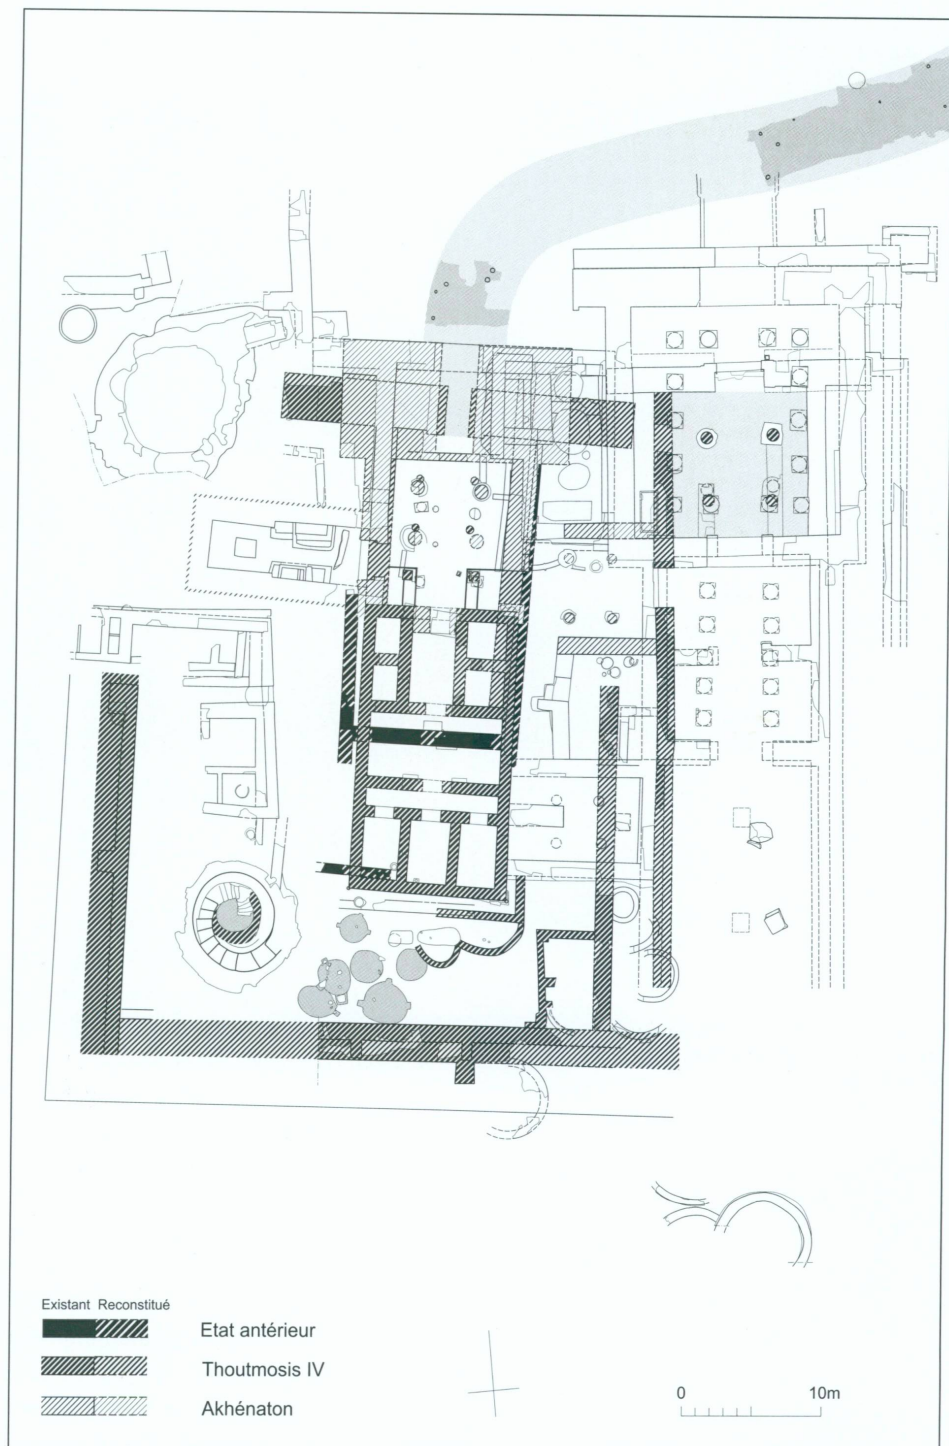 Existant Reconstitué
Etat antérieur
Thoutmosis IV
Akhénaton
0 10m